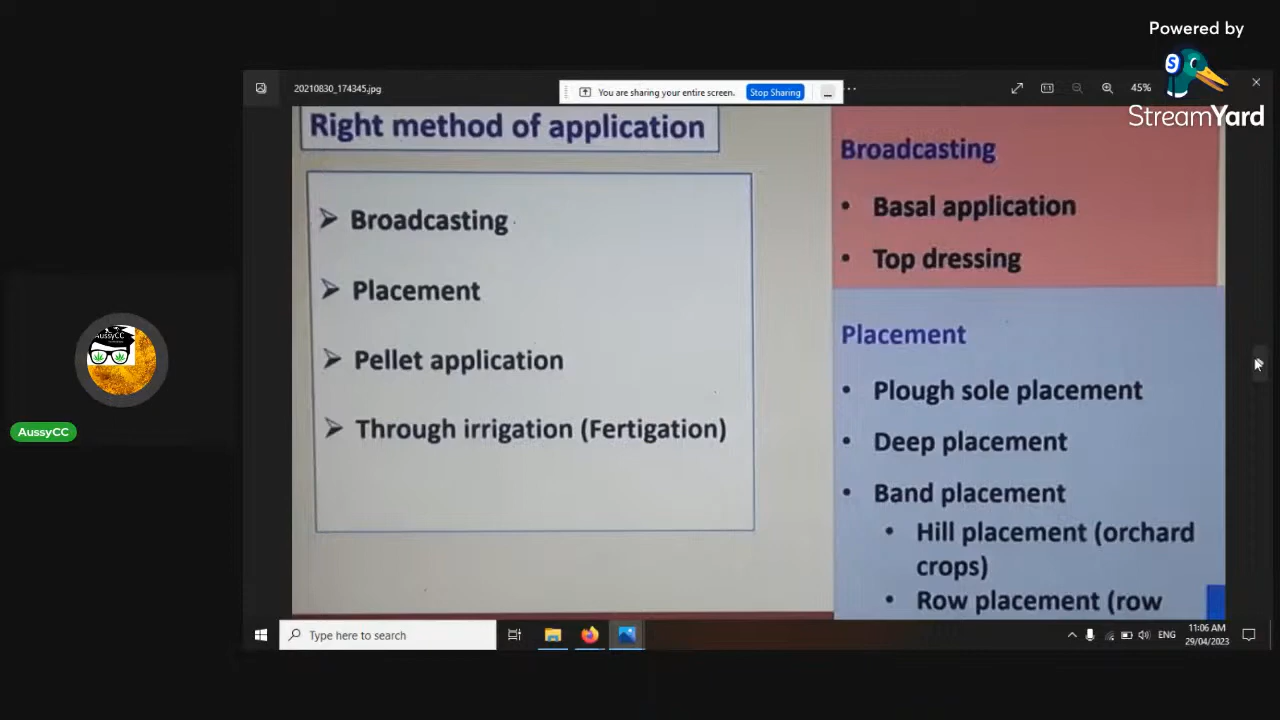 Powered by
StreamYard
20210830_174345.jpg
You are sharing your entire screen.
Stop Sharing
45%
Right method of application
Broadcasting
Placement
Pellet application
Through irrigation (Fertigation)
Broadcasting
• Basal application
• Top dressing
Placement
• Plough sole placement
• Deep placement
• Band placement
• Hill placement (orchard
crops)
• Row placement (row
AussyCC
AussyCC
Type here to search
ENG
11:06 AM
29/04/2023